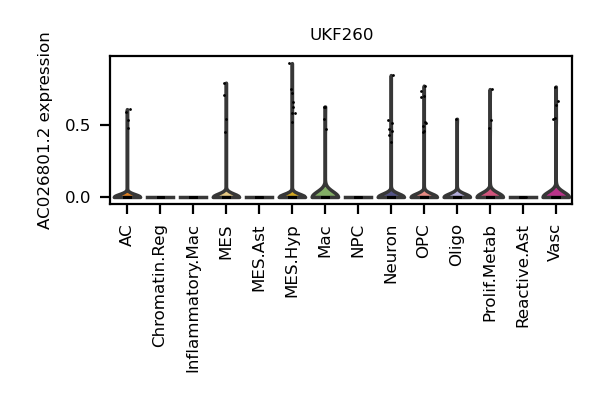 UKF260
AC026801.2 expression
0.5
0.0
AC
Chromatin.Reg
Inflammatory.Mac
MES
MES.Ast
MES.Hyp
Mac
NPC
Neuron
OPC
Oligo
Prolif.Metab
Reactive.Ast
Vasc